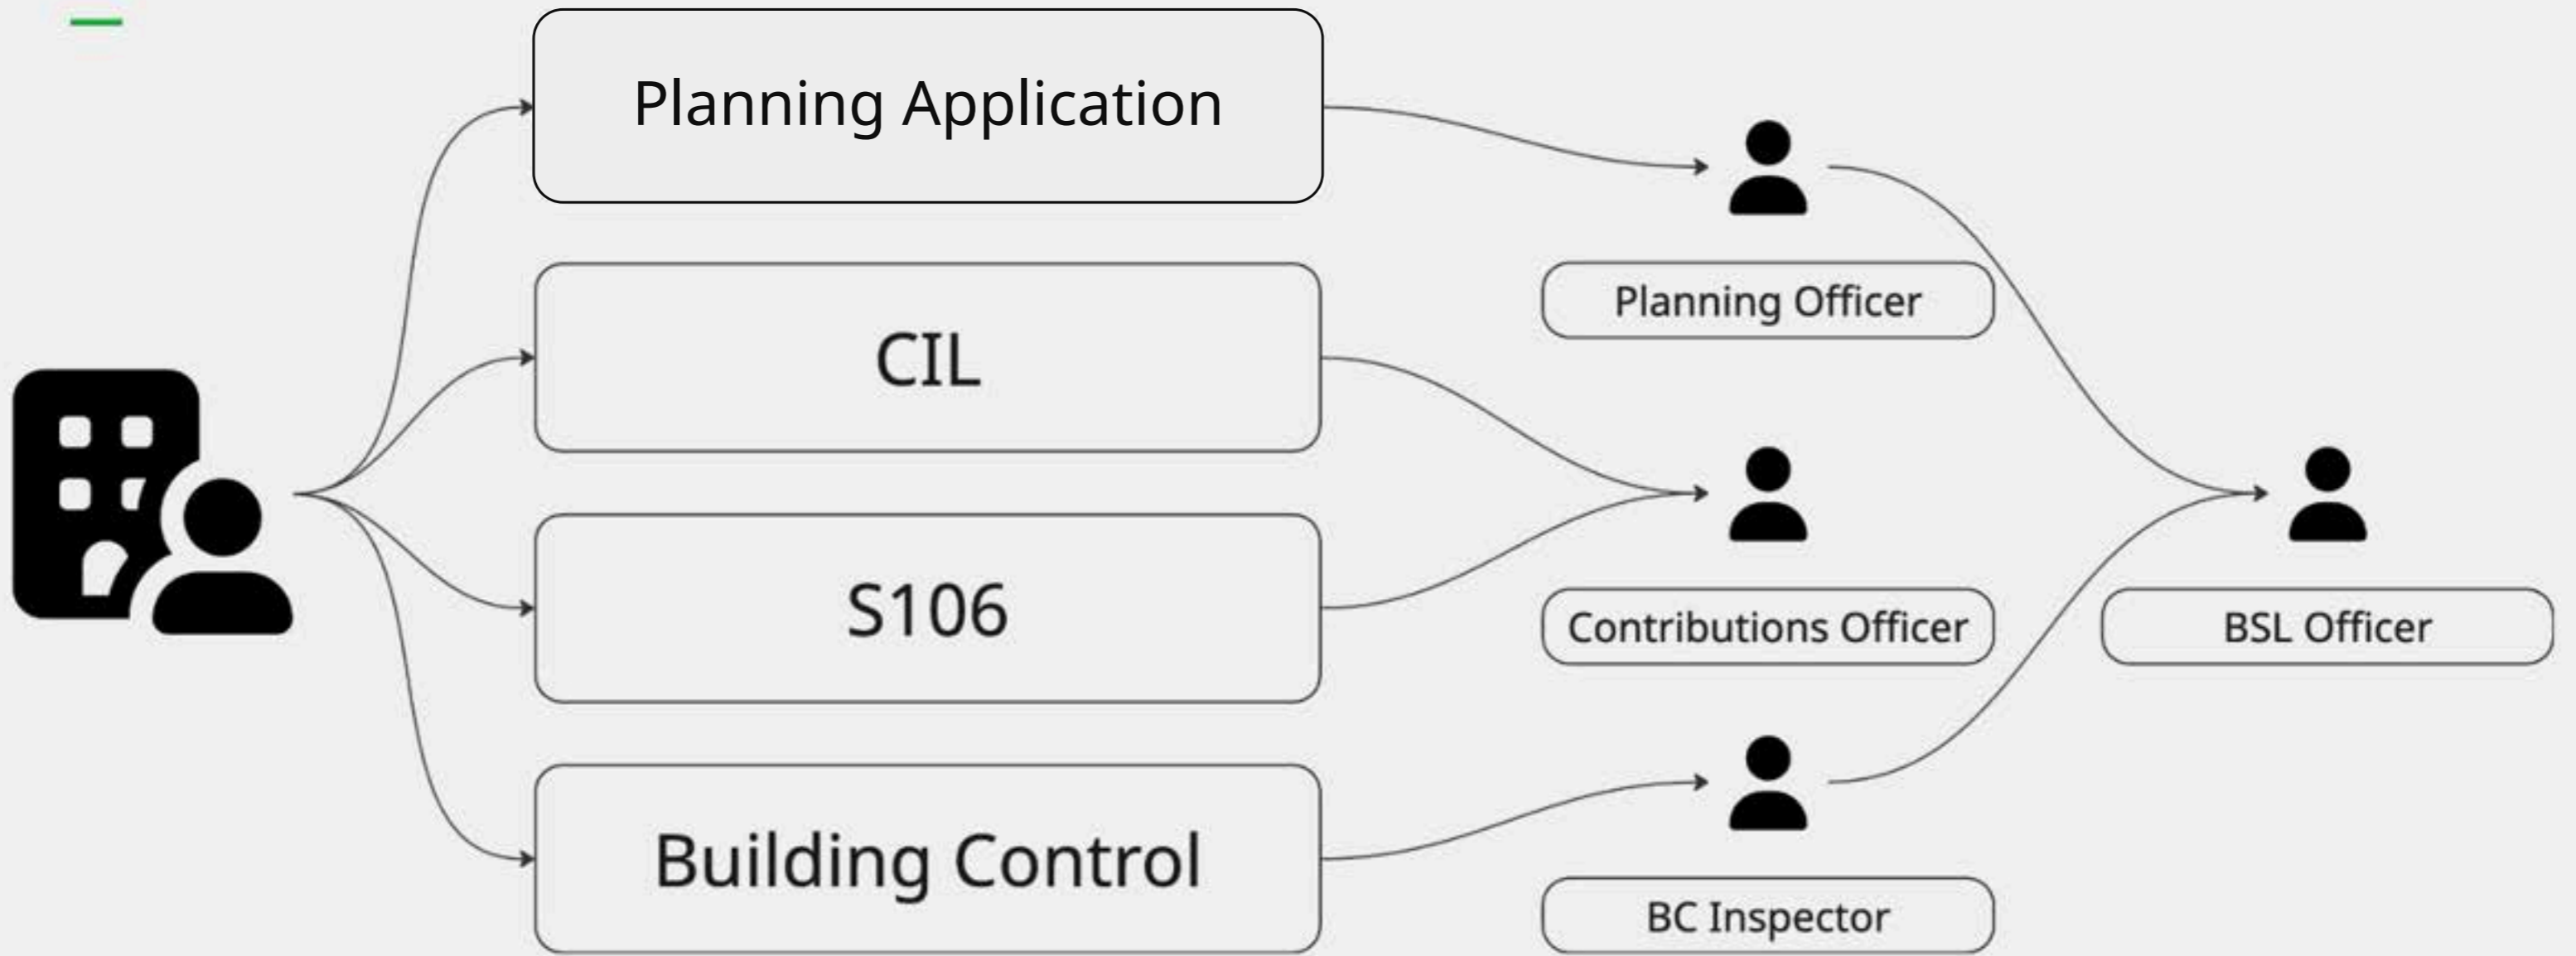 Planning Application
CIL
S106
Building Control
Planning Officer
Contributions Officer
BC Inspector
BSL Officer